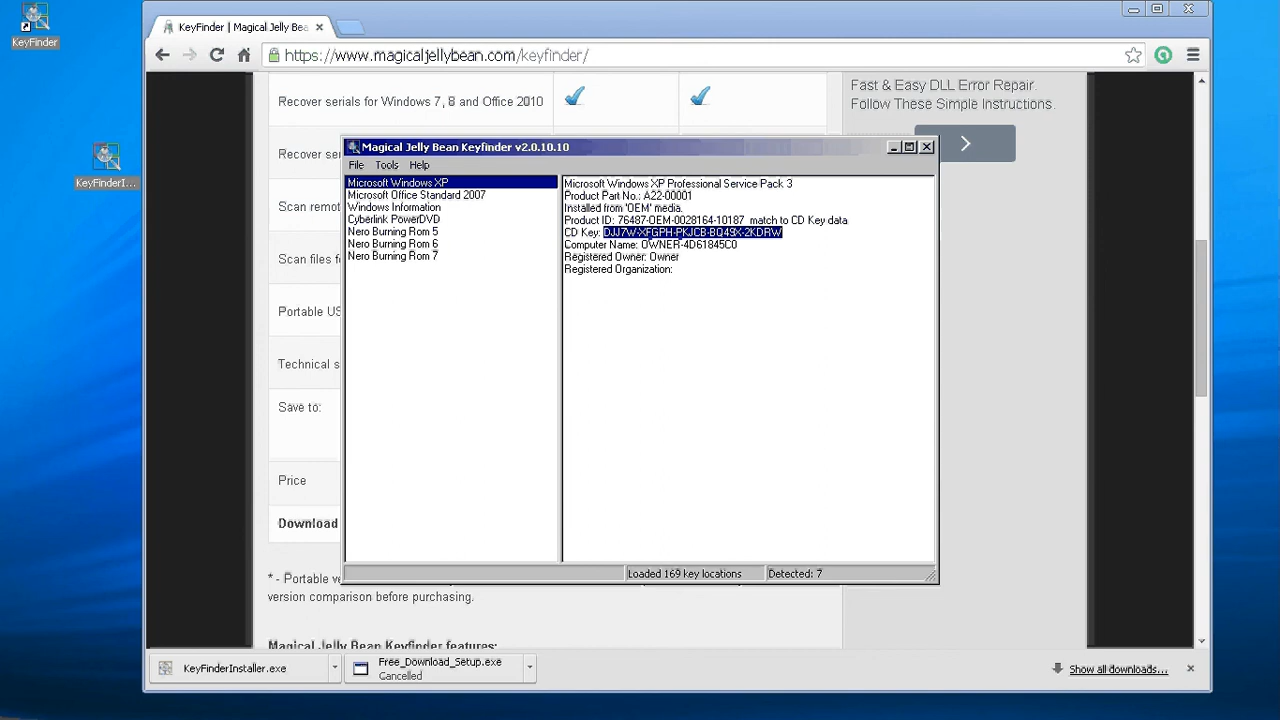 KeyFinder
KeyFinderI...
KeyFinder | Magical Jelly Bea
https://www.magicaljellybean.com/keyfinder/
Recover serials for Windows 7, 8 and Office 2010
Recover se
Scan remot
Scan files f
Portable US
Technical s
Save to:
Price
Download
* - Portable ve
version comparison before purchasing.
Magical Jelly Bean Keyfinder features:
Fast & Easy DLL Error Repair.
Follow These Simple Instructions.
Magical Jelly Bean Keyfinder v2.0.10.10
File Tools Help
Microsoft Windows XP
Microsoft Office Standard 2007
Windows Information
Cyberlink PowerDVD
Nero Burning Rom 5
Nero Burning Rom 6
Nero Burning Rom 7
Microsoft Windows XP Professional Service Pack 3
Product Part No.: A22-00001
Installed from 'OEM' media.
Product ID: 76487-OEM-0028164-10187 match to CD Key data
CD Key: DJJ7W-XFGPH-PKJCB-BQ49X-2KDRW
Computer Name: OWNER-4D61845C0
Registered Owner: Owner
Registered Organization:
Loaded 169 key locations
Detected: 7
KeyFinderInstaller.exe
Free_Download_Setup.exe
Cancelled
Show all downloads...